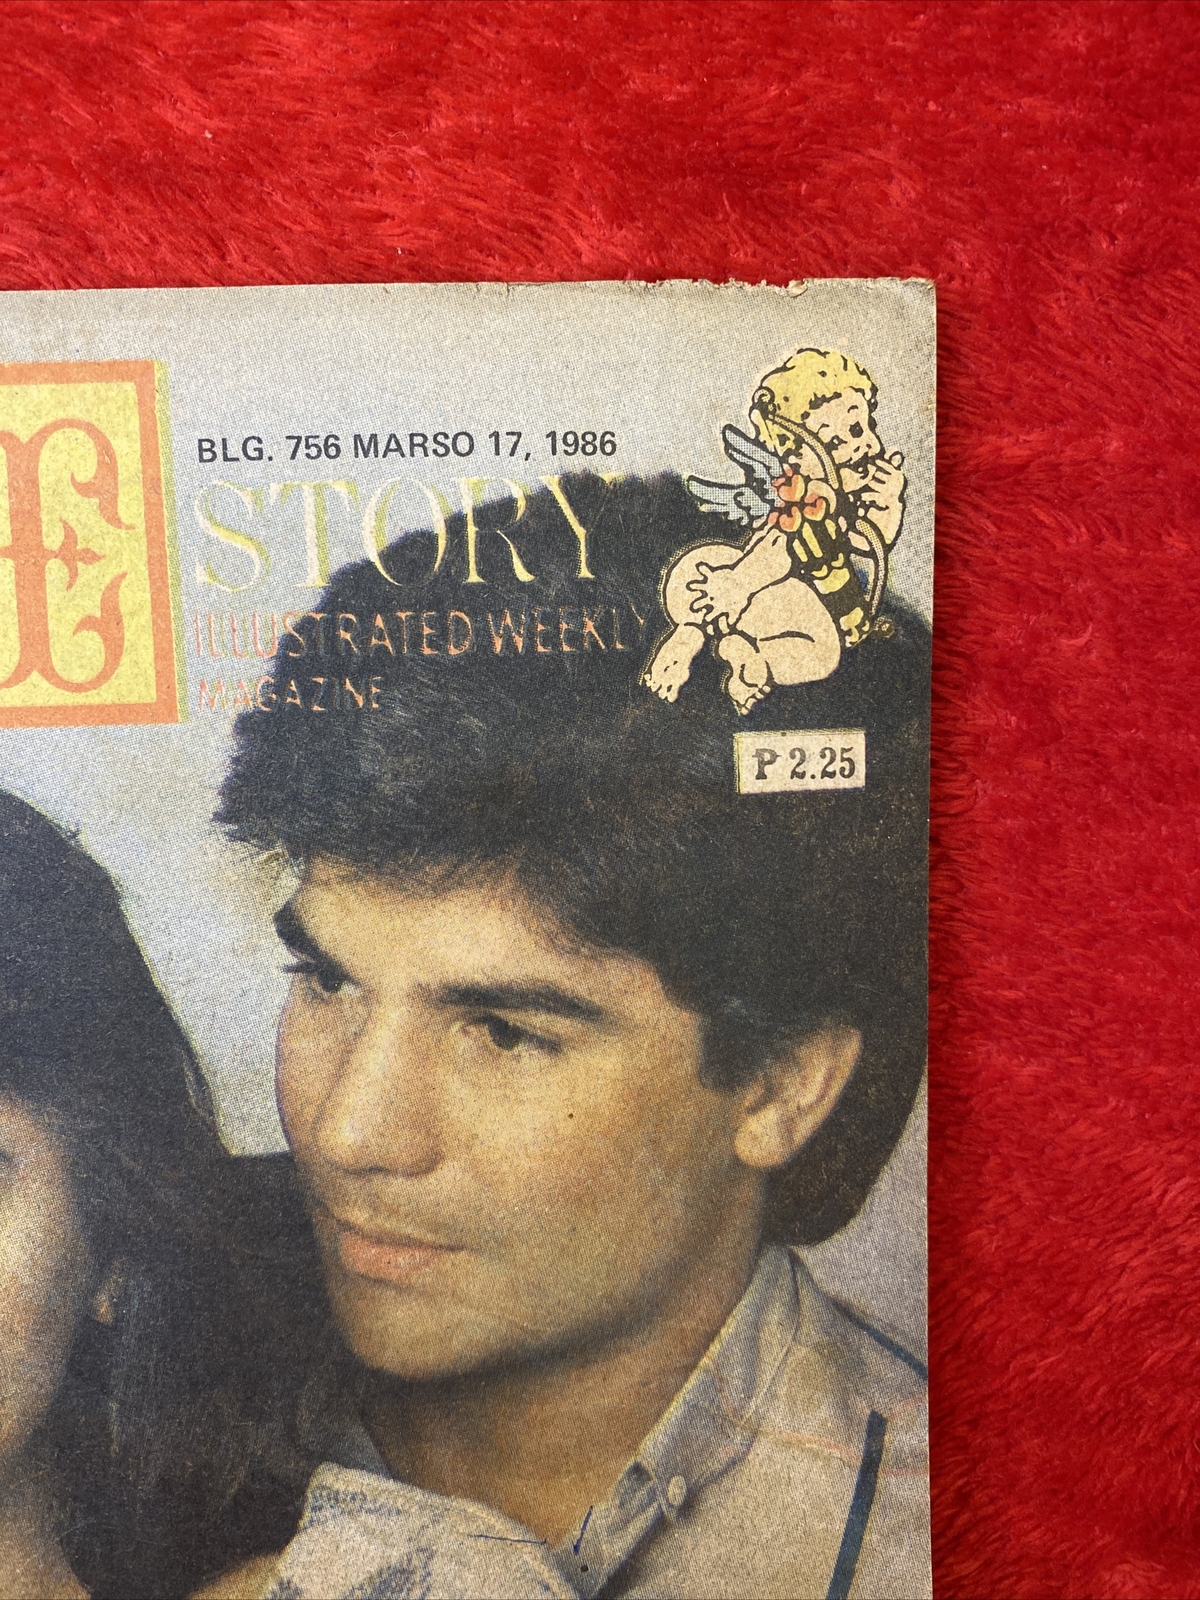 E
BLG. 756 MARSO 17, 1986
STORY
ILLUSTRATED WEEKLY
MAGAZINE
₱ 2.25